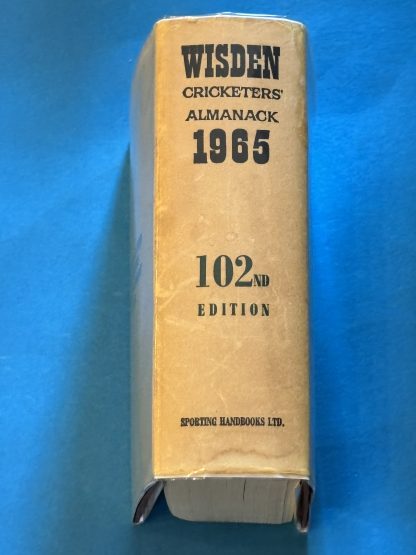 WISDEN
CRICKETERS'
ALMANACK
1965
102ND
EDITION
SPORTING HANDBOOKS LTD.